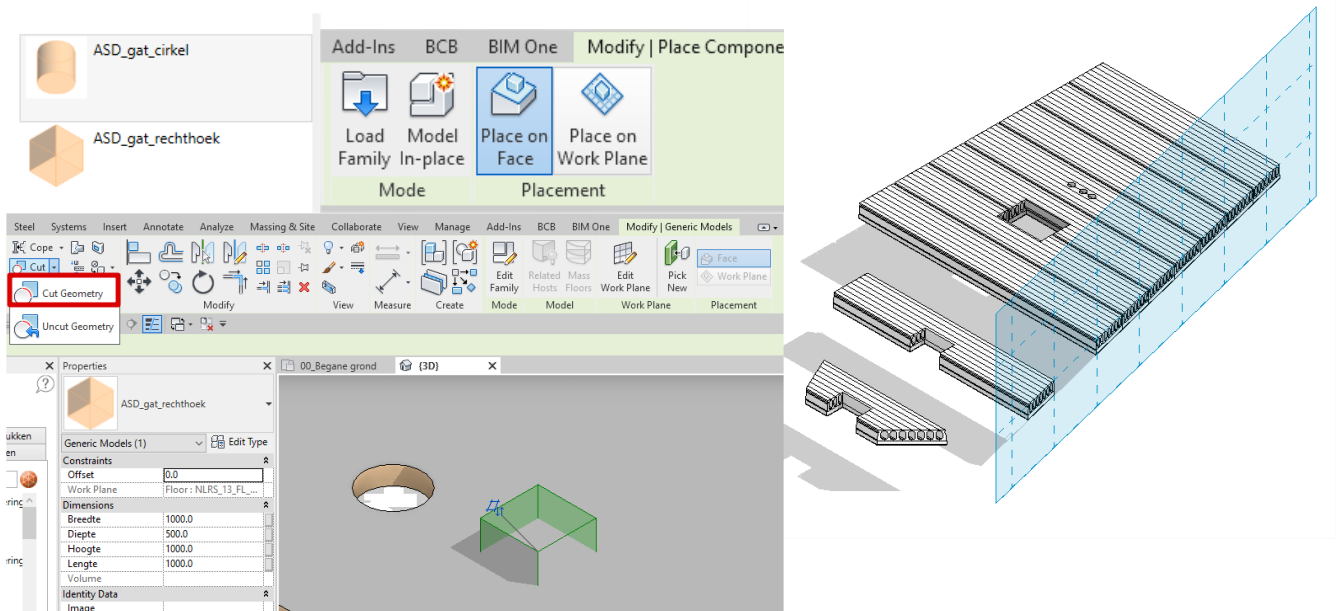 ASD_gat_cirkel
ASD_gat_rechthoek
Add-Ins BCB BIM One Modify | Place Compone
Load Family
Model In-place
Place on Face
Place on Work Plane
Mode
Placement
Steel Systems Insert Annotate Analyze Massing & Site Collaborate View Manage Add-Ins BCB BIM One Modify | Generic Models
Cope
Cut
Cut Geometry
Uncut Geometry
Edit Family
Related Hosts
Mass Floors
Edit Work Plane
Pick New
Face
Work Plane
Modify View Measure Create Mode Model Work Plane Placement
Properties
00_Begane grond
{3D}
ASD_gat_rechthoek
ukken
en
Generic Models (1)
Edit Type
Constraints
Offset 0.0
Work Plane Floor : NLRS_13_FL_...
Dimensions
Breedte 1000.0
Diepte 500.0
Hoogte 1000.0
Lengte 1000.0
Volume
Identity Data
Image
ering
ering